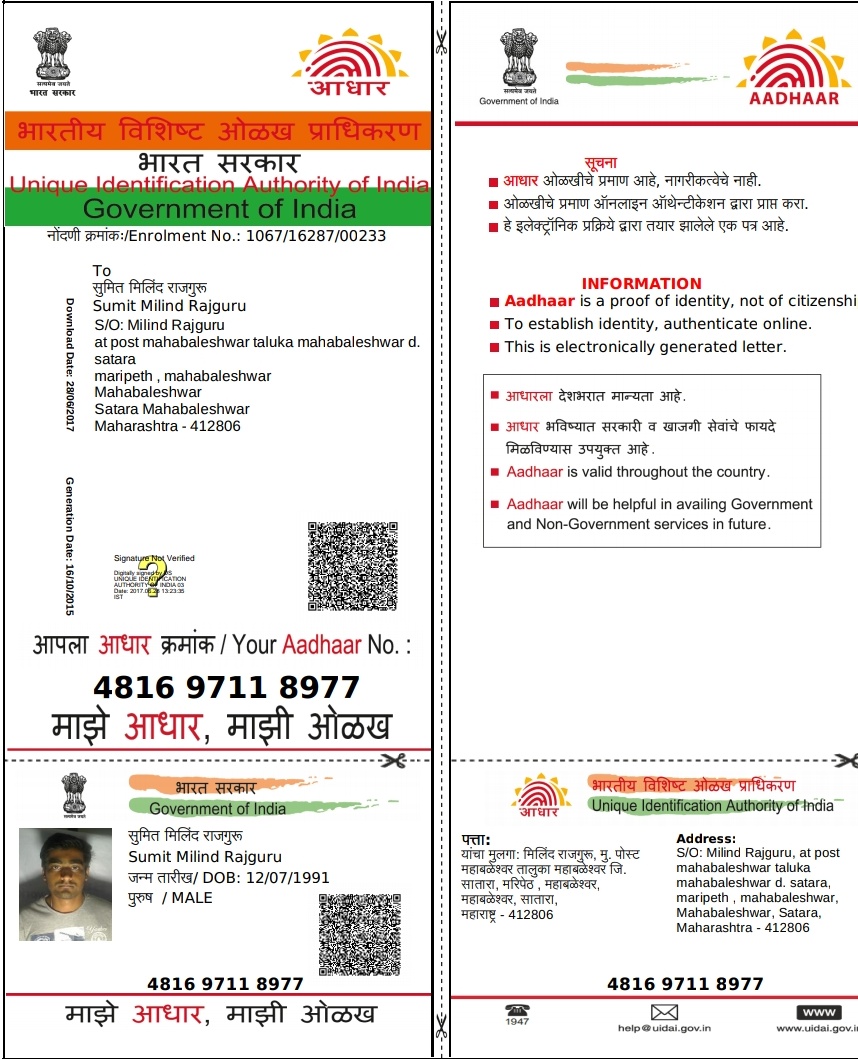 सत्यमेव जयते
भारत सरकार
आधार
भारतीय विशिष्ट ओळख प्राधिकरण
भारत सरकार
Unique Identification Authority of India
Government of India
नोंदणी क्रमांकः/Enrolment No.: 1067/16287/00233
To
सुमित मिलिंद राजगुरू
Sumit Milind Rajguru
S/O: Milind Rajguru
at post mahabaleshwar taluka mahabaleshwar d.
satara
maripeth , mahabaleshwar
Mahabaleshwar
Satara Mahabaleshwar
Maharashtra - 412806
Download Date: 28/06/2017
Generation Date: 16/10/2015
Signature Not Verified
Digitally signed by DS
UNIQUE IDENTIFICATION
AUTHORITY OF INDIA 03
Date: 2017.06.28 13:23:35
IST
आपला आधार क्रमांक / Your Aadhaar No. :
4816 9711 8977
माझे आधार, माझी ओळख
भारत सरकार
Government of India
सुमित मिलिंद राजगुरू
Sumit Milind Rajguru
जन्म तारीख/ DOB: 12/07/1991
पुरुष / MALE
4816 9711 8977
माझे आधार, माझी ओळख
सत्यमेव जयते
Government of India
AADHAAR
सूचना
आधार ओळखीचे प्रमाण आहे, नागरीकत्वेचे नाही.
ओळखीचे प्रमाण ऑनलाइन ऑथेन्टीकेशन द्वारा प्राप्त करा.
हे इलेक्ट्रॉनिक प्रक्रिये द्वारा तयार झालेले एक पत्र आहे.
INFORMATION
Aadhaar is a proof of identity, not of citizenshi
To establish identity, authenticate online.
This is electronically generated letter.
आधारला देशभरात मान्यता आहे.
आधार भविष्यात सरकारी व खाजगी सेवांचे फायदे
मिळविण्यास उपयुक्त आहे.
Aadhaar is valid throughout the country.
Aadhaar will be helpful in availing Government
and Non-Government services in future.
आधार
भारतीय विशिष्ट ओळख प्राधिकरण
Unique Identification Authority of India
पत्ता:
यांचा मुलगा: मिलिंद राजगुरू, मु. पोस्ट
महाबळेश्वर तालुका महाबळेश्वर जि.
सातारा, मरिपेठ , महाबळेश्वर,
महाबळेश्वर, सातारा,
महाराष्ट्र - 412806
Address:
S/O: Milind Rajguru, at post
mahabaleshwar taluka
mahabaleshwar d. satara,
maripeth , mahabaleshwar,
Mahabaleshwar, Satara,
Maharashtra - 412806
4816 9711 8977
1947
help@uidai.gov.in
www
www.uidai.gov.i